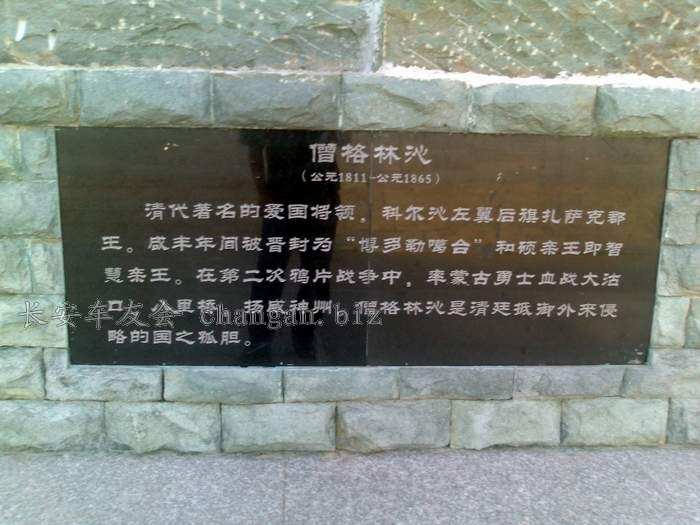 僧格林沁
（公元1811-公元1865）
清代著名的爱国将领，科尔沁左翼后旗扎萨克郡
王。咸丰年间被晋封为“博多勒噶台”和硕亲王即智
慧亲王。在第二次鸦片战争中，率蒙古勇士血战大沽
口、八里桥，扬威神州，僧格林沁是清廷抵御外来侵
略的国之孤胆。
长安车友会 changan.biz